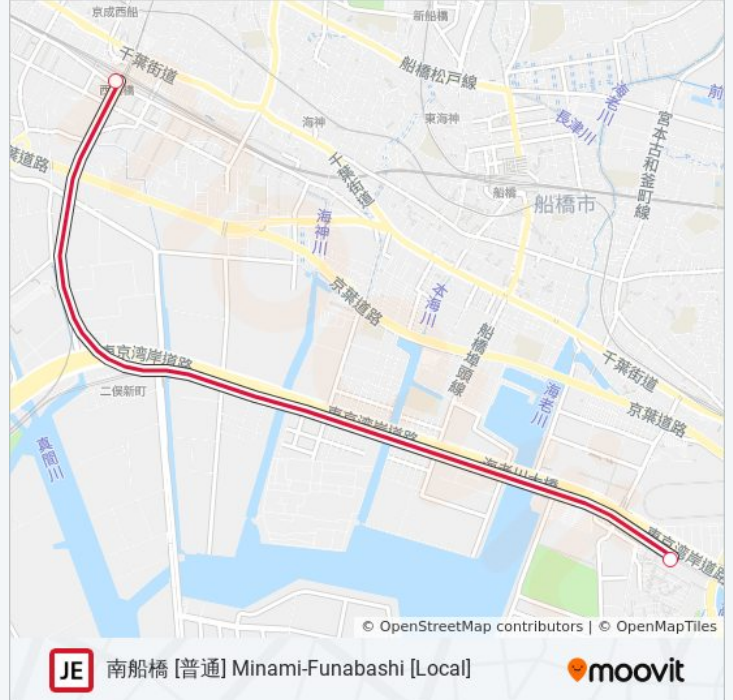 京成西船
新船橋
千葉街道
船橋松戸線
海老川
前
長津川
宮本古和釜町線
海神
東海神
千葉街道
葉道路
船橋
船橋市
海神川
京葉道路
本海川
船橋埠頭線
千葉街道
東京湾岸道路
二俣新町
海老川
京葉道路
東京湾岸道路
真間川
海老川大橋
東京湾岸道路
© OpenStreetMap contributors | © OpenMapTiles
JE 南船橋 [普通] Minami-Funabashi [Local]
moovit